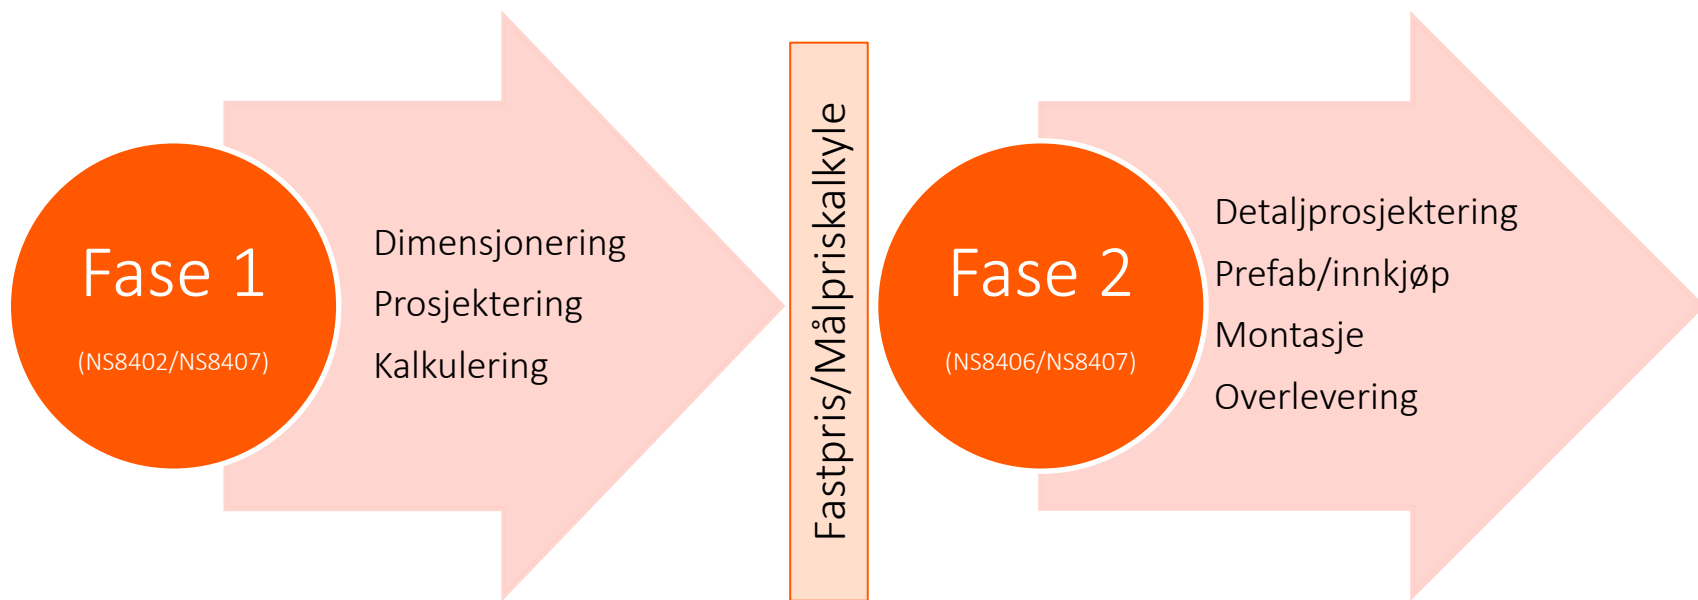 Fase 1
(NS8402/NS8407)
Dimensjonering
Prosjektering
Kalkulering
Fastpris/Målpriskalkyle
Fase 2
(NS8406/NS8407)
Detaljprosjektering
Prefab/innkjøp
Montasje
Overlevering